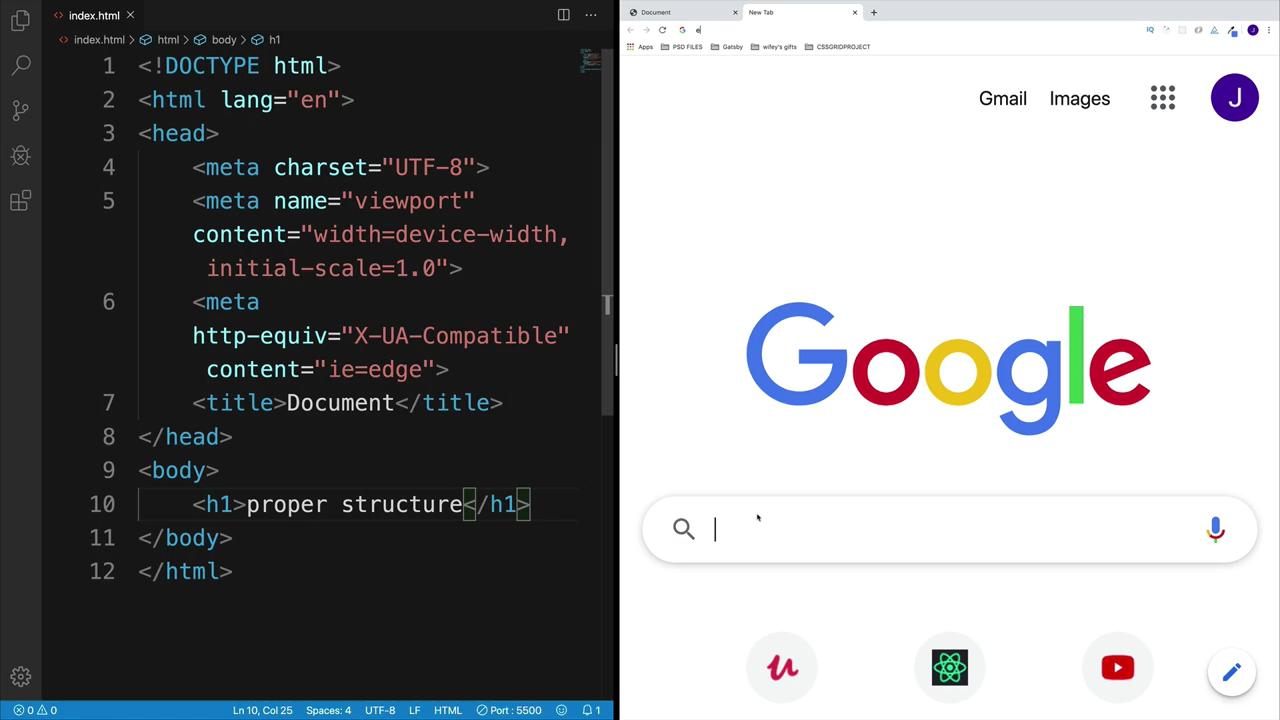 index.html
index.html html body h1
1 <!DOCTYPE html>
2 <html lang="en">
3 <head>
4 <meta charset="UTF-8">
5 <meta name="viewport"
content="width=device-width,
initial-scale=1.0">
6 <meta
http-equiv="X-UA-Compatible"
content="ie=edge">
7 <title>Document</title>
8 </head>
9 <body>
10 <h1>proper structure</h1>
11 </body>
12 </html>
0 0
Ln 10, Col 25 Spaces: 4 UTF-8 LF HTML Port : 5500 1
Document New Tab
e
Apps PSD FILES Gatsby wifey's gifts CSSGRIDPROJECT
Gmail Images J
Google